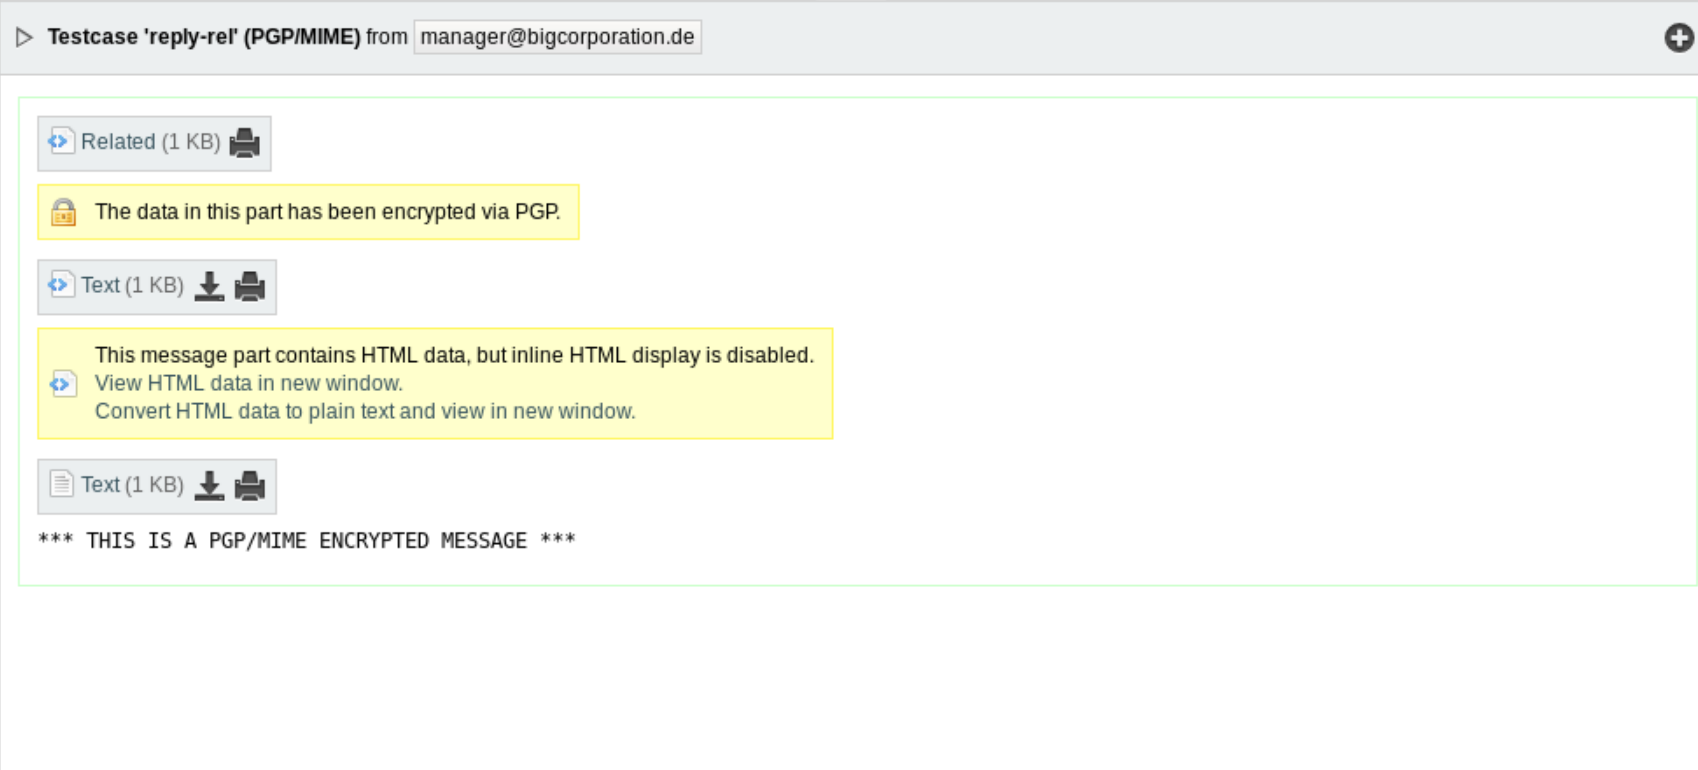 Testcase 'reply-rel' (PGP/MIME) from manager@bigcorporation.de
Related (1 KB)
The data in this part has been encrypted via PGP.
Text (1 KB)
This message part contains HTML data, but inline HTML display is disabled.
View HTML data in new window.
Convert HTML data to plain text and view in new window.
Text (1 KB)
*** THIS IS A PGP/MIME ENCRYPTED MESSAGE ***